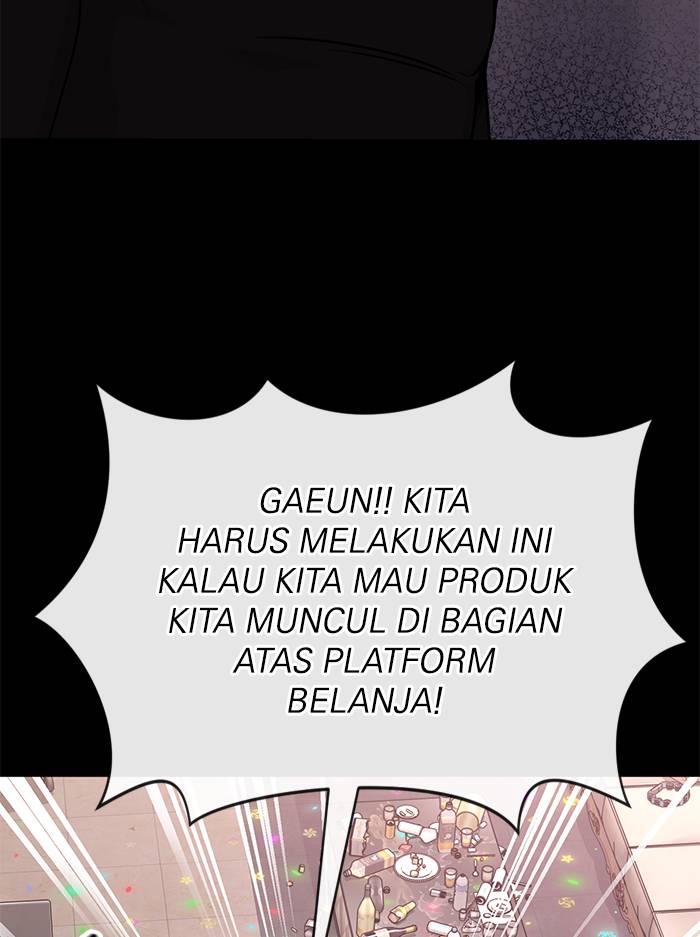 GAEUN!! KITA
HARUS MELAKUKAN INI
KALAU KITA MAU PRODUK
KITA MUNCUL DI BAGIAN
ATAS PLATFORM
BELANJA!